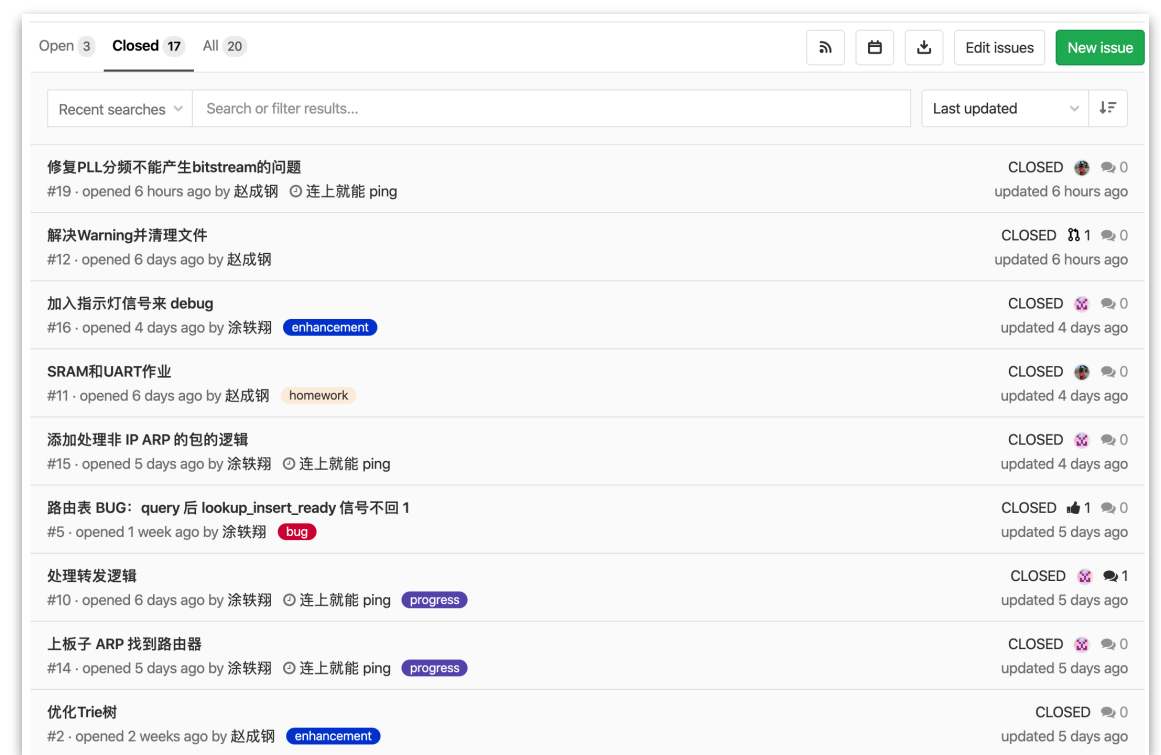 Open 3 Closed 17 All 20 Edit issues New issue
Recent searches Search or filter results... Last updated
修复PLL分频不能产生bitstream的问题 CLOSED 0
#19 · opened 6 hours ago by 赵成钢 连上就能 ping updated 6 hours ago
解决Warning并清理文件 CLOSED 1 0
#12 · opened 6 days ago by 赵成钢 updated 6 hours ago
加入指示灯信号来 debug CLOSED 0
#16 · opened 4 days ago by 涂轶翔 enhancement updated 4 days ago
SRAM和UART作业 CLOSED 0
#11 · opened 6 days ago by 赵成钢 homework updated 4 days ago
添加处理非 IP ARP 的包的逻辑 CLOSED 0
#15 · opened 5 days ago by 涂轶翔 连上就能 ping updated 4 days ago
路由表 BUG：query 后 lookup_insert_ready 信号不回 1 CLOSED 1 0
#5 · opened 1 week ago by 涂轶翔 bug updated 5 days ago
处理转发逻辑 CLOSED 1
#10 · opened 6 days ago by 涂轶翔 连上就能 ping progress updated 5 days ago
上板子 ARP 找到路由器 CLOSED 0
#14 · opened 5 days ago by 涂轶翔 连上就能 ping progress updated 5 days ago
优化Trie树 CLOSED 0
#2 · opened 2 weeks ago by 赵成钢 enhancement updated 5 days ago